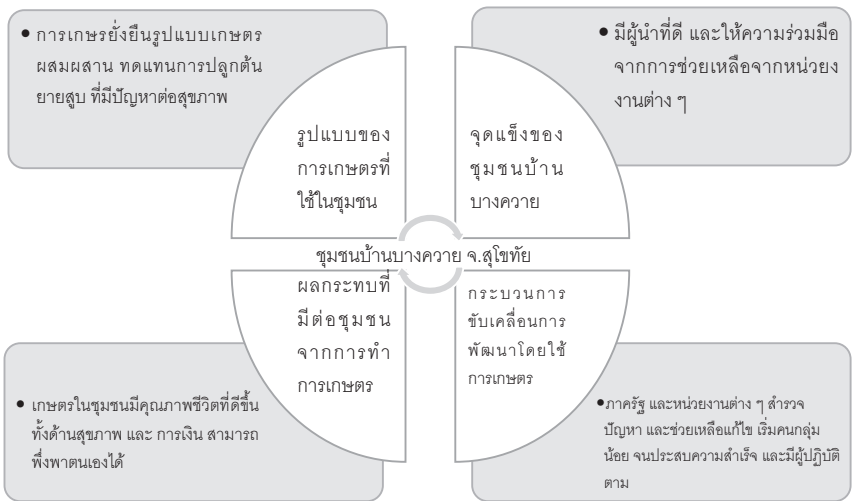 • การเกษรยั่งยืนรูปแบบเกษตร
ผสมผสาน ทดแทนการปลูกต้น
ยายสูบ ที่มีปัญหาต่อสุขภาพ
รูปแบบของ
การเกษตรที่
ใช้ในชุมชน
• มีผู้นำที่ดี และให้ความร่วมมือ
จากการช่วยเหลือจากหน่วยง
งานต่าง ๆ
จุดแข็งของ
ชุมชนบ้าน
บางควาย
ชุมชนบ้านบางควาย จ.สุโขทัย
ผลกระทบที่
มีต่อชุมชน
จากการทำ
การเกษตร
• เกษตรในชุมชนมีคุณภาพชีวิตที่ดีขึ้น
ทั้งด้านสุขภาพ และ การเงิน สามารถ
พึ่งพาตนเองได้
กระบวนการ
ขับเคลื่อนการ
พัฒนาโดยใช้
การเกษตร
•ภาครัฐ และหน่วยงานต่าง ๆ สำรวจ
ปัญหา และช่วยเหลือแก้ไข เริ่มคนกลุ่ม
น้อย จนประสบความสำเร็จ และมีผู้ปฏิบัติ
ตาม